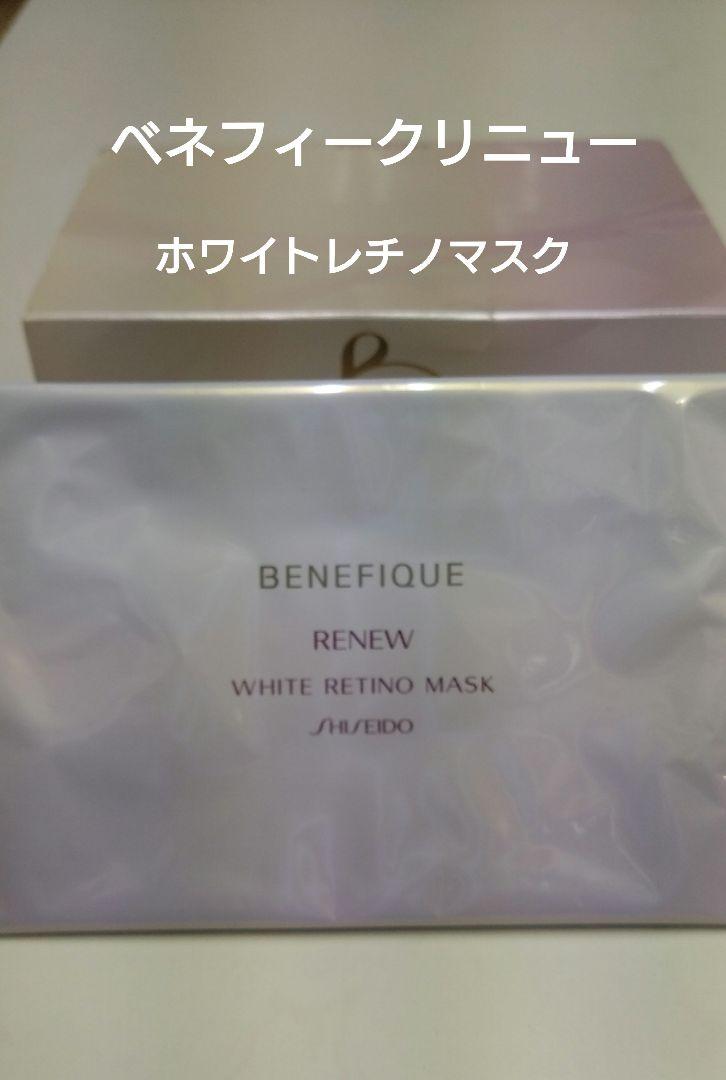 ベネフィークリニュー
ホワイトレチノマスク
BENEFIQUE
RENEW
WHITE RETINO MASK
SHISEIDO